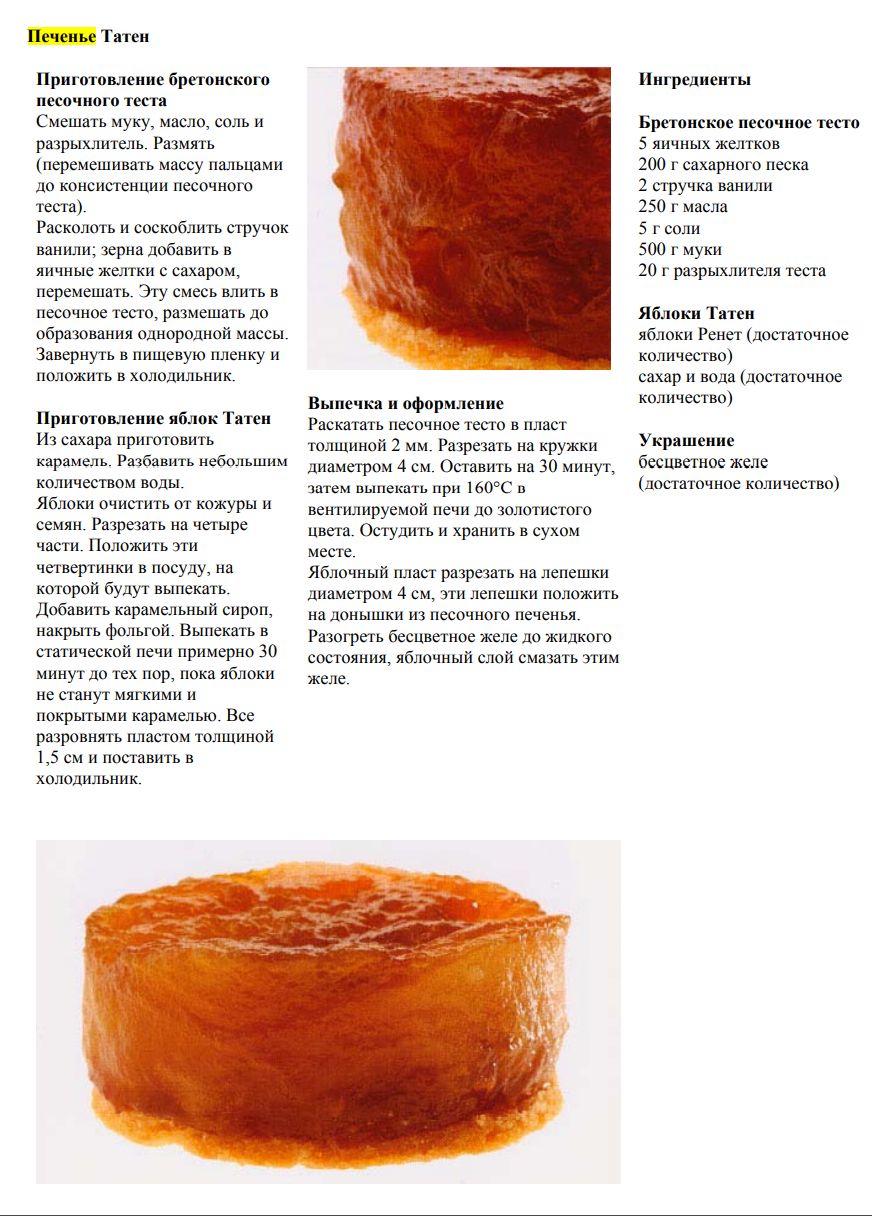 Печенье Татен
Приготовление бретонского
песочного теста
Смешать муку, масло, соль и
разрыхлитель. Размять
(перемешивать массу пальцами
до консистенции песочного
теста).
Расколоть и соскоблить стручок
ванили; зерна добавить в
яичные желтки с сахаром,
перемешать. Эту смесь влить в
песочное тесто, размешать до
образования однородной массы.
Завернуть в пищевую пленку и
положить в холодильник.
Приготовление яблок Татен
Из сахара приготовить
карамель. Разбавить небольшим
количеством воды.
Яблоки очистить от кожуры и
семян. Разрезать на четыре
части. Положить эти
четвертинки в посуду, на
которой будут выпекать.
Добавить карамельный сироп,
накрыть фольгой. Выпекать в
статической печи примерно 30
минут до тех пор, пока яблоки
не станут мягкими и
покрытыми карамелью. Все
разровнять пластом толщиной
1,5 см и поставить в
холодильник.
Выпечка и оформление
Раскатать песочное тесто в пласт
толщиной 2 мм. Разрезать на кружки
диаметром 4 см. Оставить на 30 минут,
затем выпекать при 160°С в
вентилируемой печи до золотистого
цвета. Остудить и хранить в сухом
месте.
Яблочный пласт разрезать на лепешки
диаметром 4 см, эти лепешки положить
на донышки из песочного печенья.
Разогреть бесцветное желе до жидкого
состояния, яблочный слой смазать этим
желе.
Ингредиенты
Бретонское песочное тесто
5 яичных желтков
200 г сахарного песка
2 стручка ванили
250 г масла
5 г соли
500 г муки
20 г разрыхлителя теста
Яблоки Татен
яблоки Ренет (достаточное
количество)
сахар и вода (достаточное
количество)
Украшение
бесцветное желе
(достаточное количество)